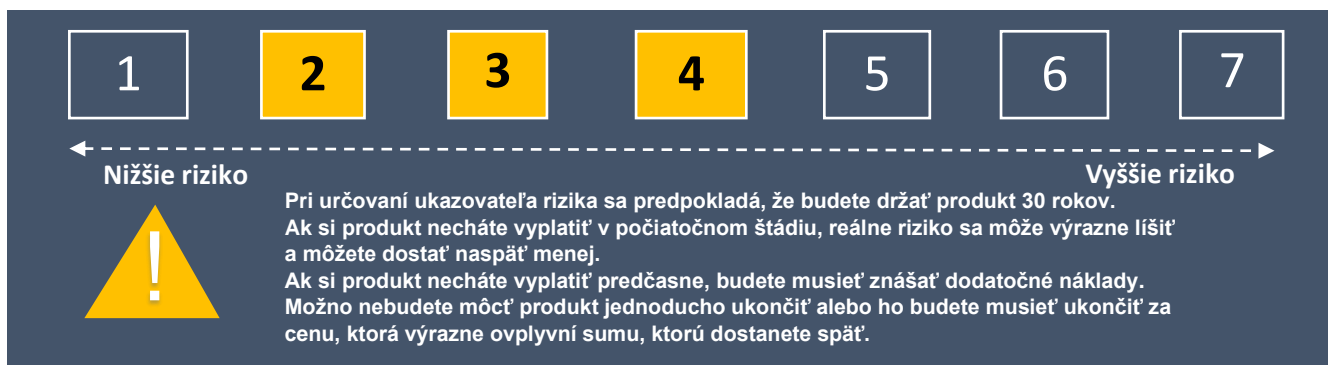 1 2 3 4 5 6 7
Nižšie riziko Vyššie riziko
Pri určovaní ukazovateľa rizika sa predpokladá, že budete držať produkt 30 rokov.
Ak si produkt necháte vyplatiť v počiatočnom štádiu, reálne riziko sa môže výrazne líšiť
a môžete dostať naspäť menej.
Ak si produkt necháte vyplatiť predčasne, budete musieť znášať dodatočné náklady.
Možno nebudete môcť produkt jednoducho ukončiť alebo ho budete musieť ukončiť za
cenu, ktorá výrazne ovplyvní sumu, ktorú dostanete späť.
!